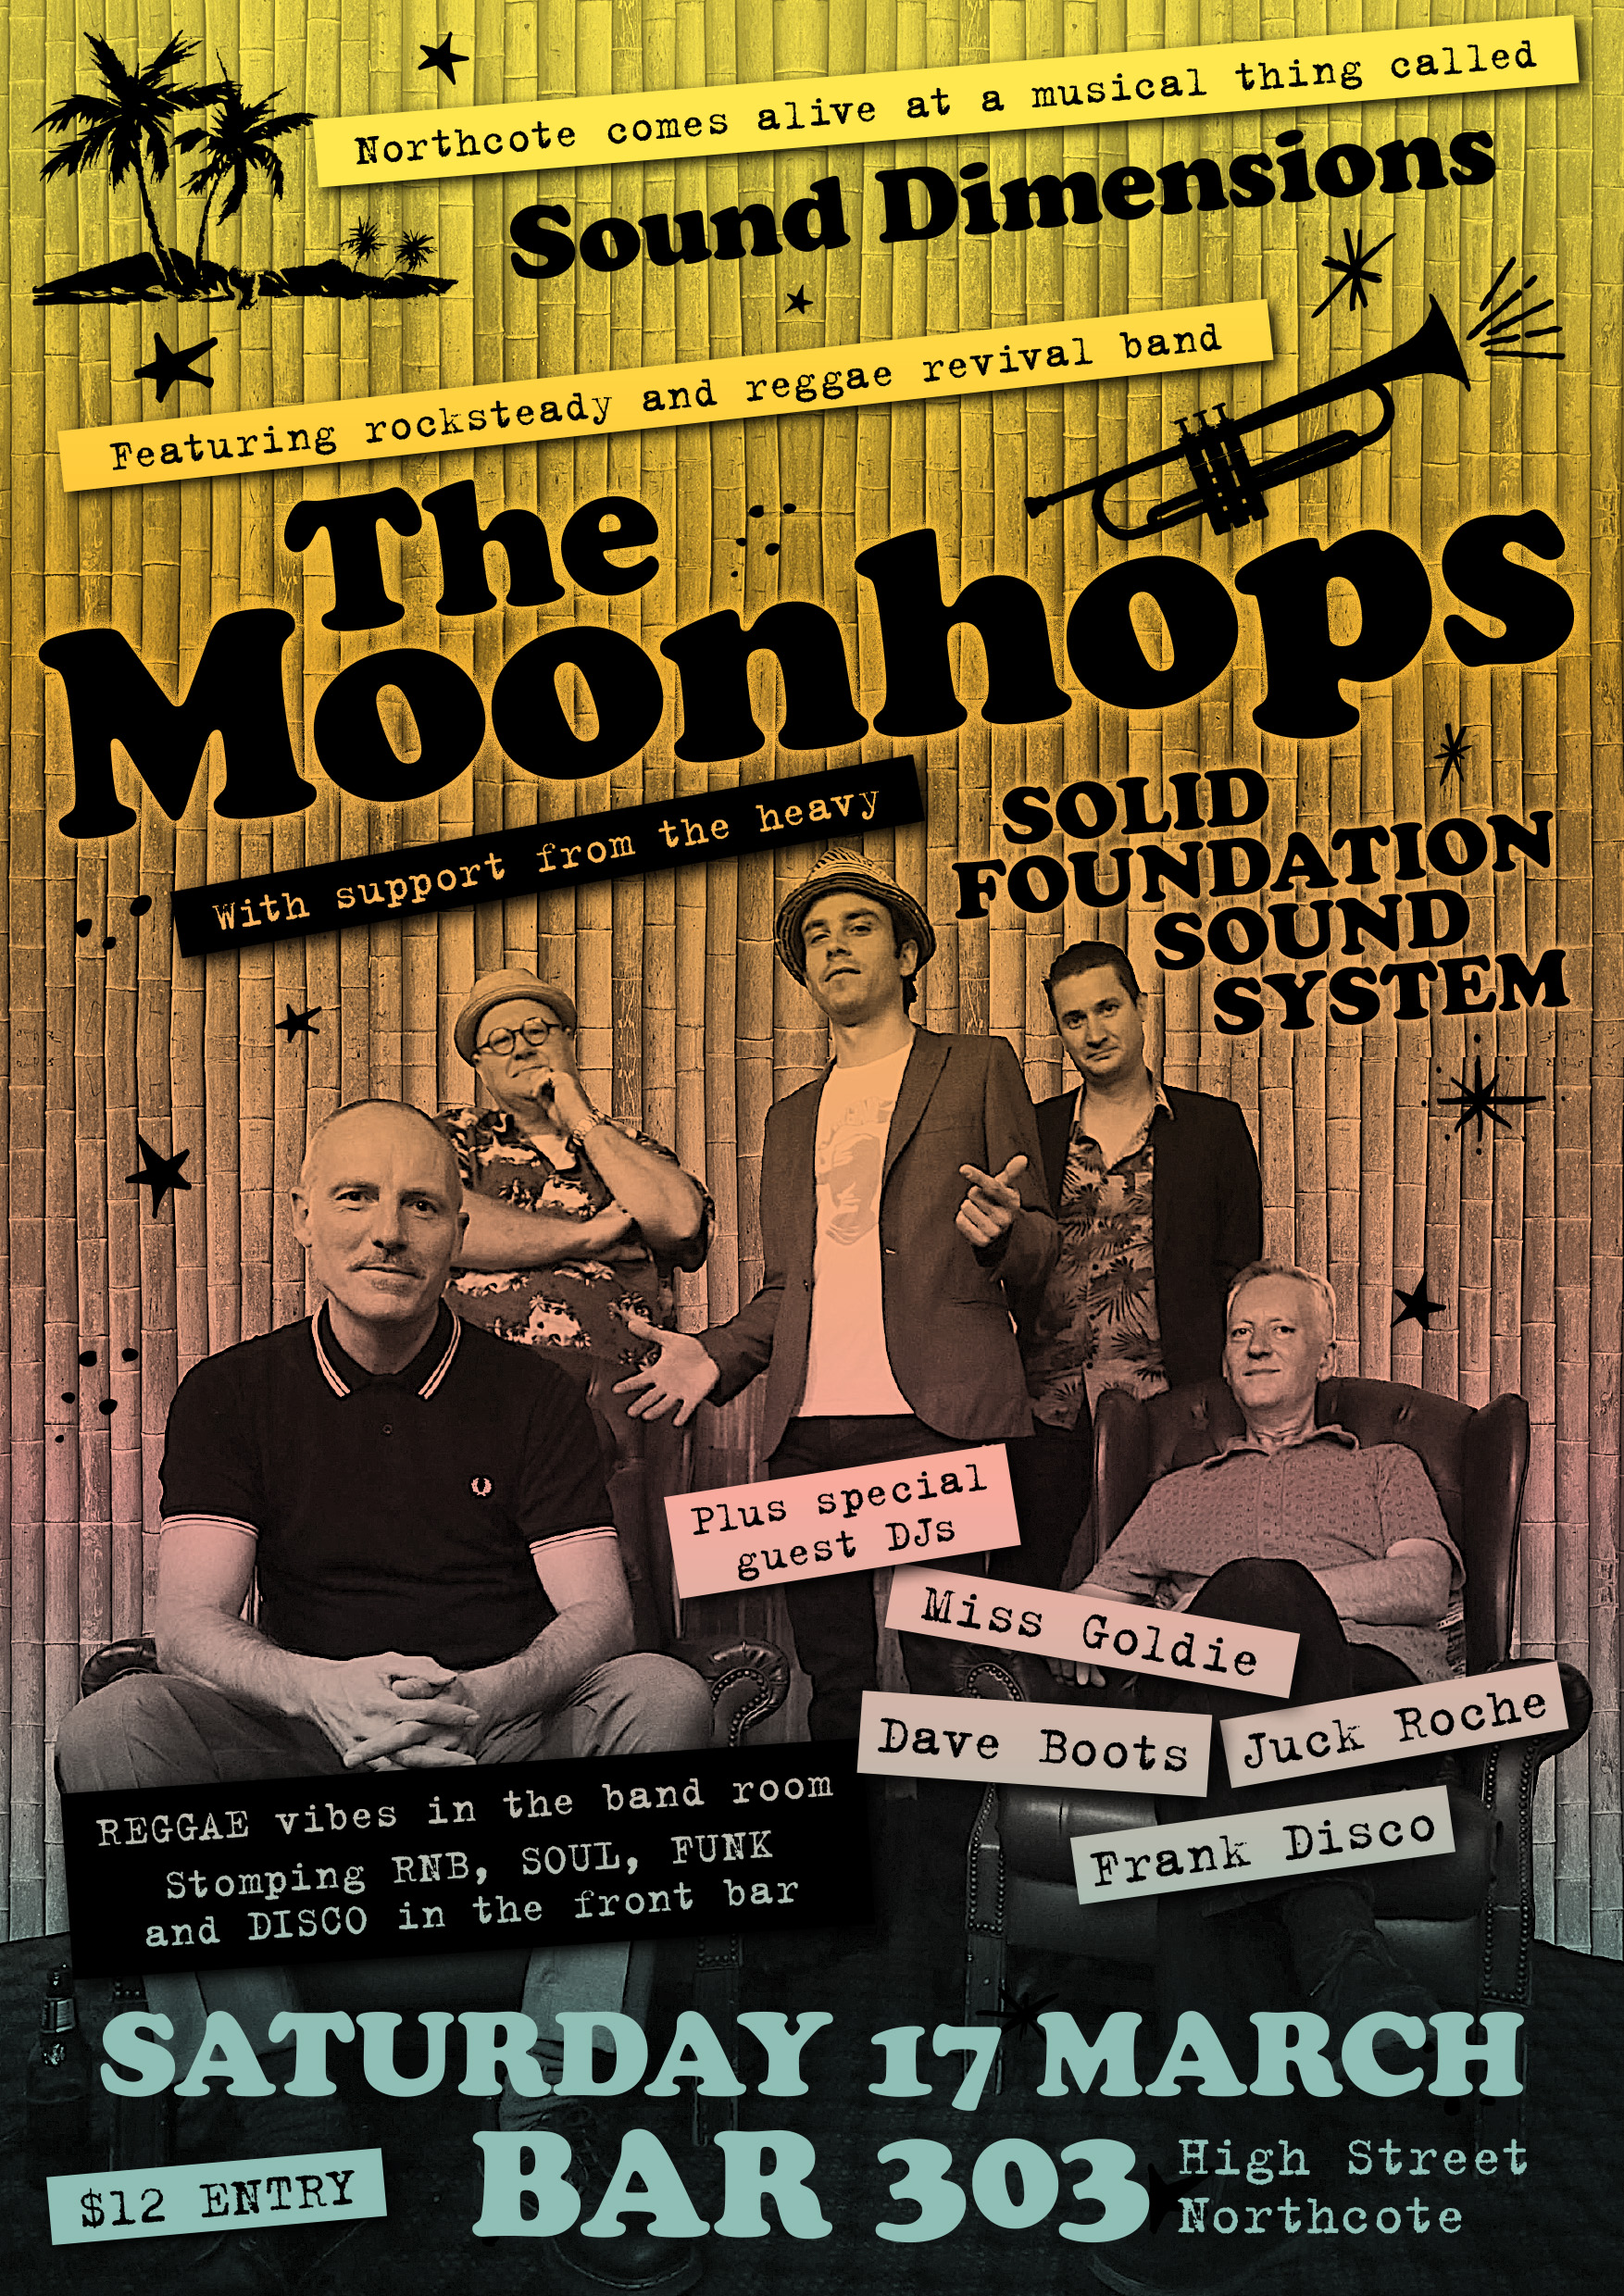 Northcote comes alive at a musical thing called
Sound Dimensions
Featuring rocksteady and reggae revival band
The
Moonhops
With support from the heavy
SOLID
FOUNDATION
SOUND
SYSTEM
Plus special
guest DJs
Miss Goldie
Dave Boots
Juck Roche
Frank Disco
REGGAE vibes in the band room
Stomping RNB, SOUL, FUNK
and DISCO in the front bar
SATURDAY 17 MARCH
$12 ENTRY
BAR 303
High Street
Northcote